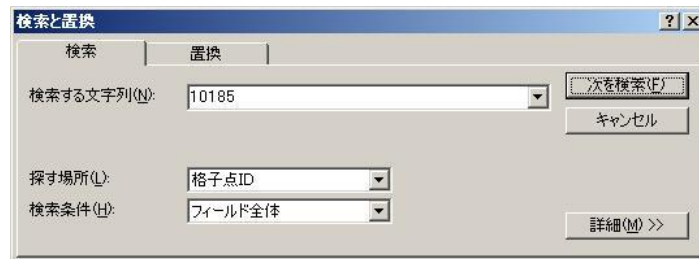 検索と置換
検索 置換
検索する文字列(N): 10185 次を検索(F)
キャンセル
探す場所(L): 格子点ID
検索条件(H): フィールド全体
詳細(M) >>